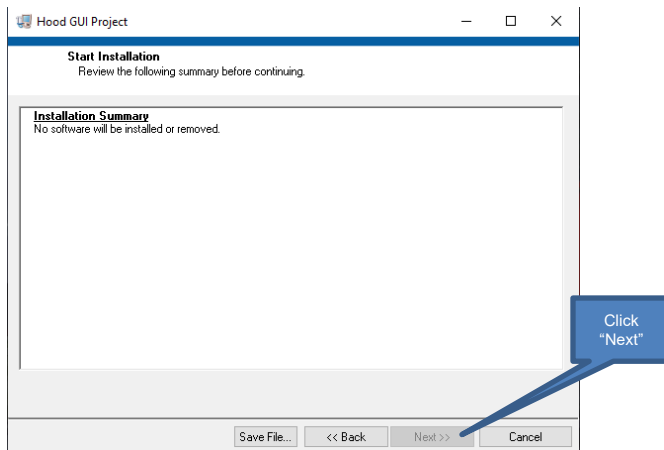 Hood GUI Project
Start Installation
Review the following summary before continuing.
Installation Summary
No software will be installed or removed.
Click
“Next”
Save File...
<< Back
Next >>
Cancel